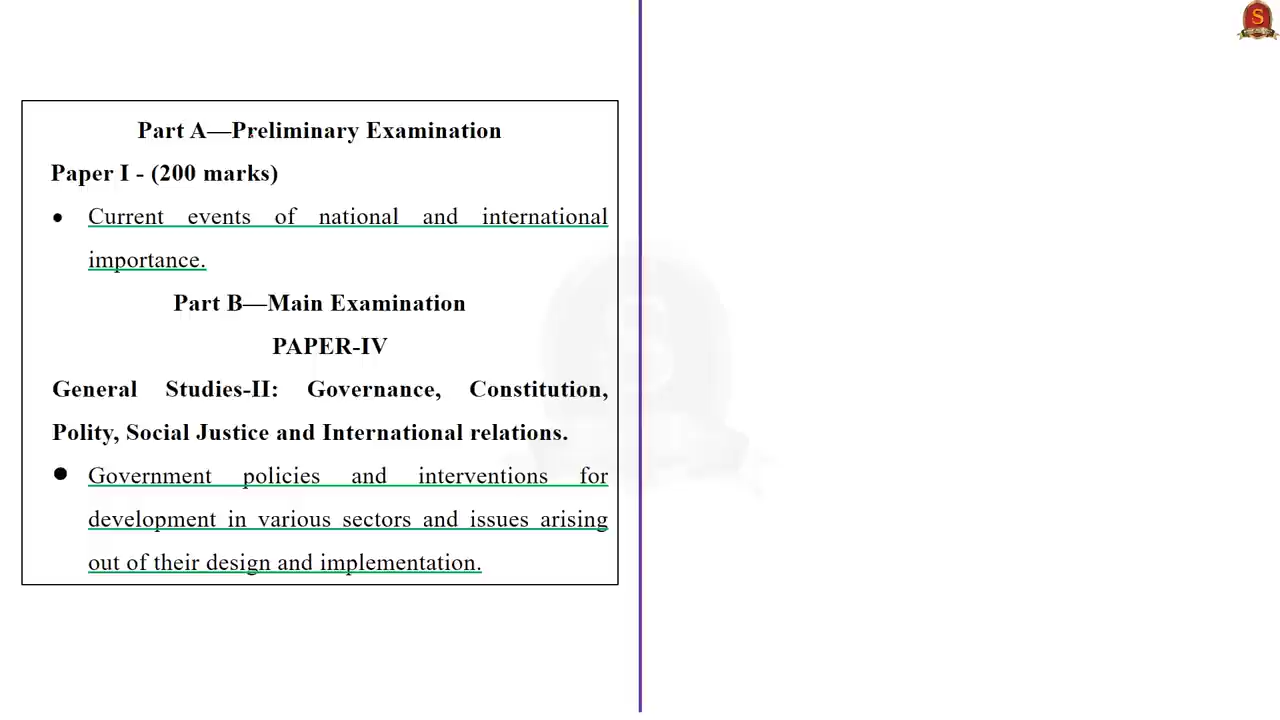 S
Part A—Preliminary Examination
Paper I - (200 marks)
● Current events of national and international
importance.
Part B—Main Examination
PAPER-IV
General Studies-II: Governance, Constitution,
Polity, Social Justice and International relations.
● Government policies and interventions for
development in various sectors and issues arising
out of their design and implementation.